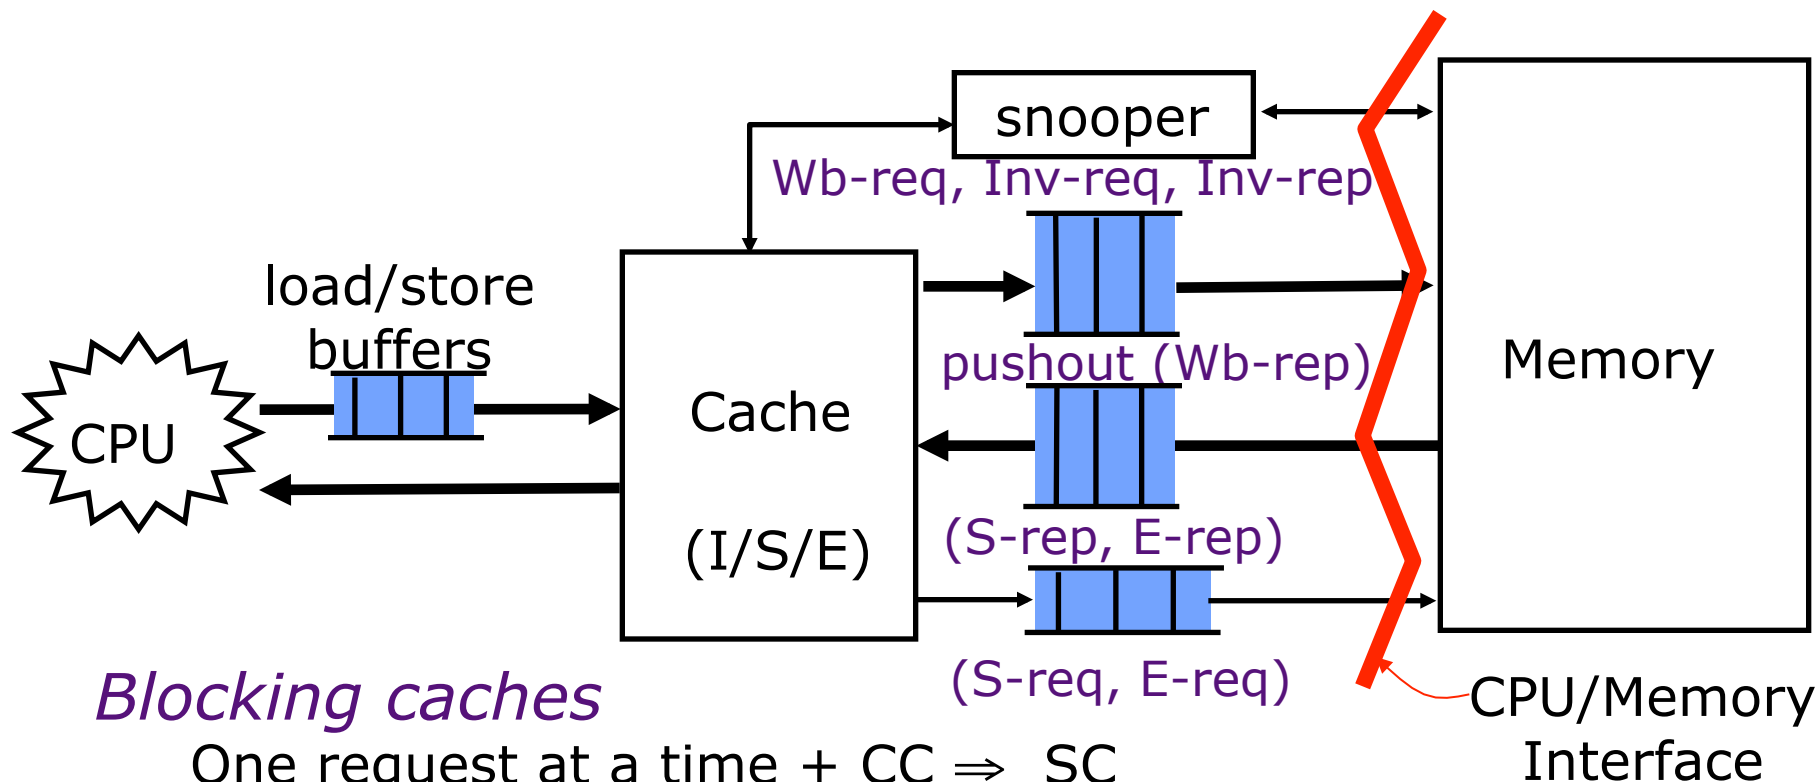 snooper
Wb-req, Inv-req, Inv-rep
load/store
buffers
pushout (Wb-rep)
Memory
Cache
CPU
(I/S/E)
(S-rep, E-rep)
(S-req, E-req)
Blocking caches
CPU/Memory
Interface
One request at a time + CC ⇒ SC